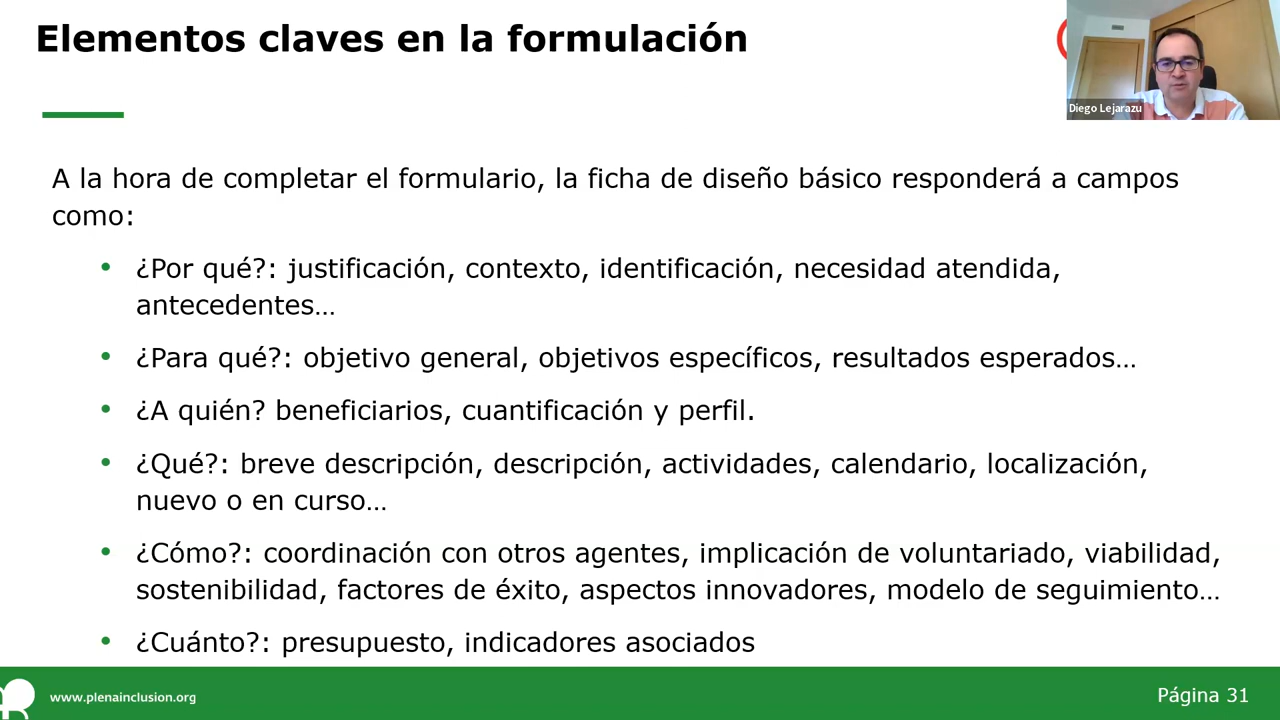 Elementos claves en la formulación
Diego Lejarazu
A la hora de completar el formulario, la ficha de diseño básico responderá a campos
como:
• ¿Por qué?: justificación, contexto, identificación, necesidad atendida,
antecedentes…
• ¿Para qué?: objetivo general, objetivos específicos, resultados esperados…
• ¿A quién? beneficiarios, cuantificación y perfil.
• ¿Qué?: breve descripción, descripción, actividades, calendario, localización,
nuevo o en curso…
• ¿Cómo?: coordinación con otros agentes, implicación de voluntariado, viabilidad,
sostenibilidad, factores de éxito, aspectos innovadores, modelo de seguimiento…
• ¿Cuánto?: presupuesto, indicadores asociados
www.plenainclusion.org
Página 31